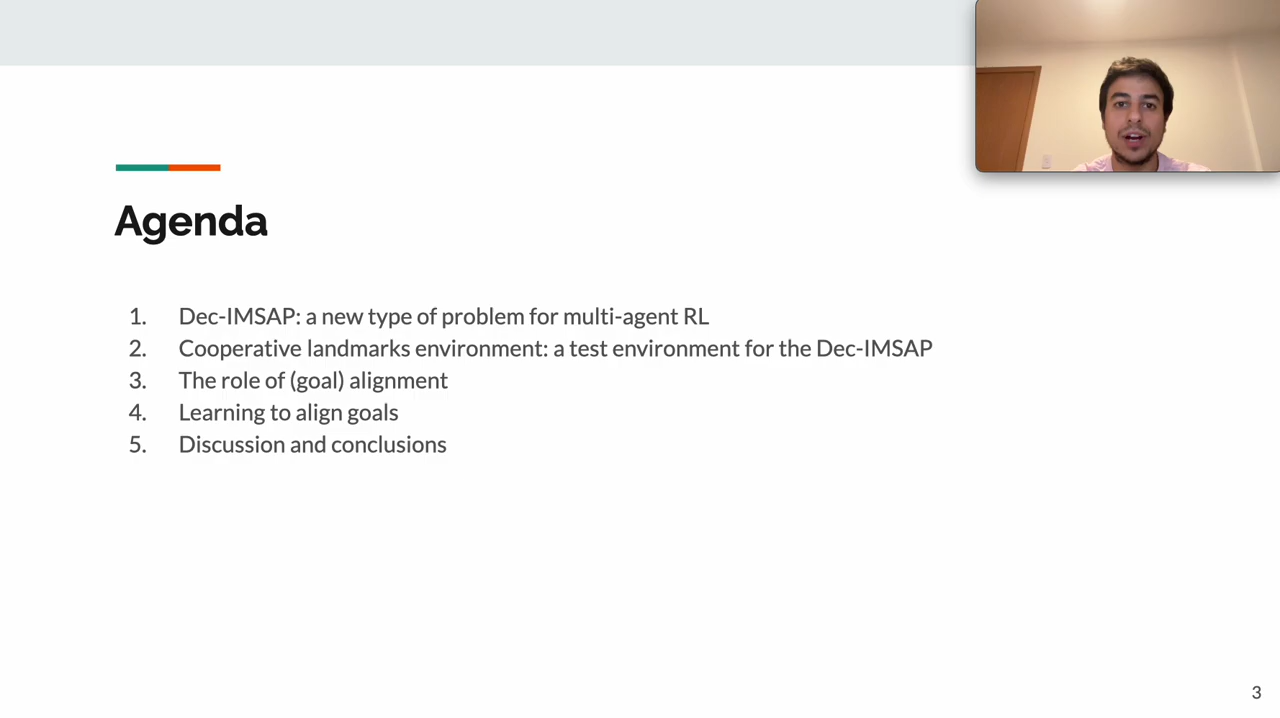 Agenda
1. Dec-IMSAP: a new type of problem for multi-agent RL
2. Cooperative landmarks environment: a test environment for the Dec-IMSAP
3. The role of (goal) alignment
4. Learning to align goals
5. Discussion and conclusions
3